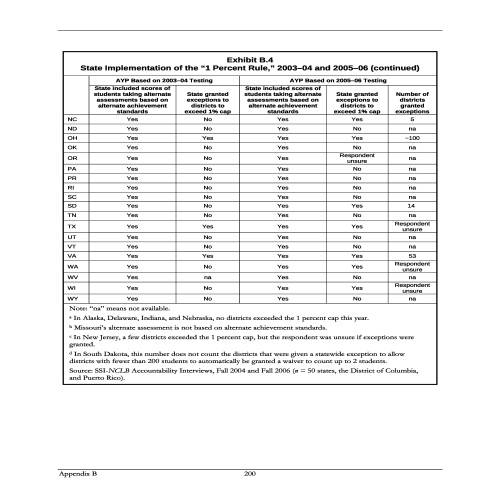 Exhibit B.4
State Implementation of the “1 Percent Rule,” 2003–04 and 2005–06 (continued)
AYP Based on 2003–04 Testing AYP Based on 2005–06 Testing
State included scores of students taking alternate assessments based on alternate achievement standards State granted exceptions to districts to exceed 1% cap State included scores of students taking alternate assessments based on alternate achievement standards State granted exceptions to districts to exceed 1% cap Number of districts granted exceptions
NC Yes No Yes Yes 5
ND Yes No Yes No na
OH Yes Yes Yes Yes ~100
OK Yes No Yes No na
OR Yes No Yes Respondent unsure na
PA Yes No Yes No na
PR Yes No Yes No na
RI Yes No Yes No na
SC Yes No Yes No na
SD Yes No Yes Yes 14
TN Yes No Yes No na
TX Yes Yes Yes Yes Respondent unsure
UT Yes No Yes No na
VT Yes No Yes No na
VA Yes Yes Yes Yes 53
WA Yes No Yes Yes Respondent unsure
WV Yes na Yes No na
WI Yes No Yes Yes Respondent unsure
WY Yes No Yes No na
Note: “na” means not available.
a In Alaska, Delaware, Indiana, and Nebraska, no districts exceeded the 1 percent cap this year.
b Missouri’s alternate assessment is not based on alternate achievement standards.
c In New Jersey, a few districts exceeded the 1 percent cap, but the respondent was unsure if exceptions were
granted.
d In South Dakota, this number does not count the districts that were given a statewide exception to allow
districts with fewer than 200 students to automatically be granted a waiver to count up to 2 students.
Source: SSI-NCLB Accountability Interviews, Fall 2004 and Fall 2006 (n = 50 states, the District of Columbia,
and Puerto Rico).
Appendix B 200